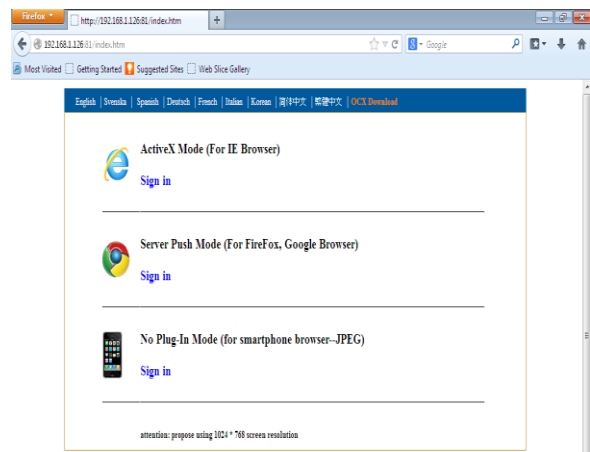 Firefox
http://192.168.1.126:81/index.htm
192.168.1.126:81/index.htm
Google
Most Visited Getting Started Suggested Sites Web Slice Gallery
English | Svenska | Spanish | Deutsch | French | Italian | Korean | 简体中文 | 繁體中文 | OCX Download
ActiveX Mode (For IE Browser)
Sign in
Server Push Mode (For FireFox, Google Browser)
Sign in
No Plug-In Mode (for smartphone browser--JPEG)
Sign in
attention: propose using 1024 * 768 screen resolution